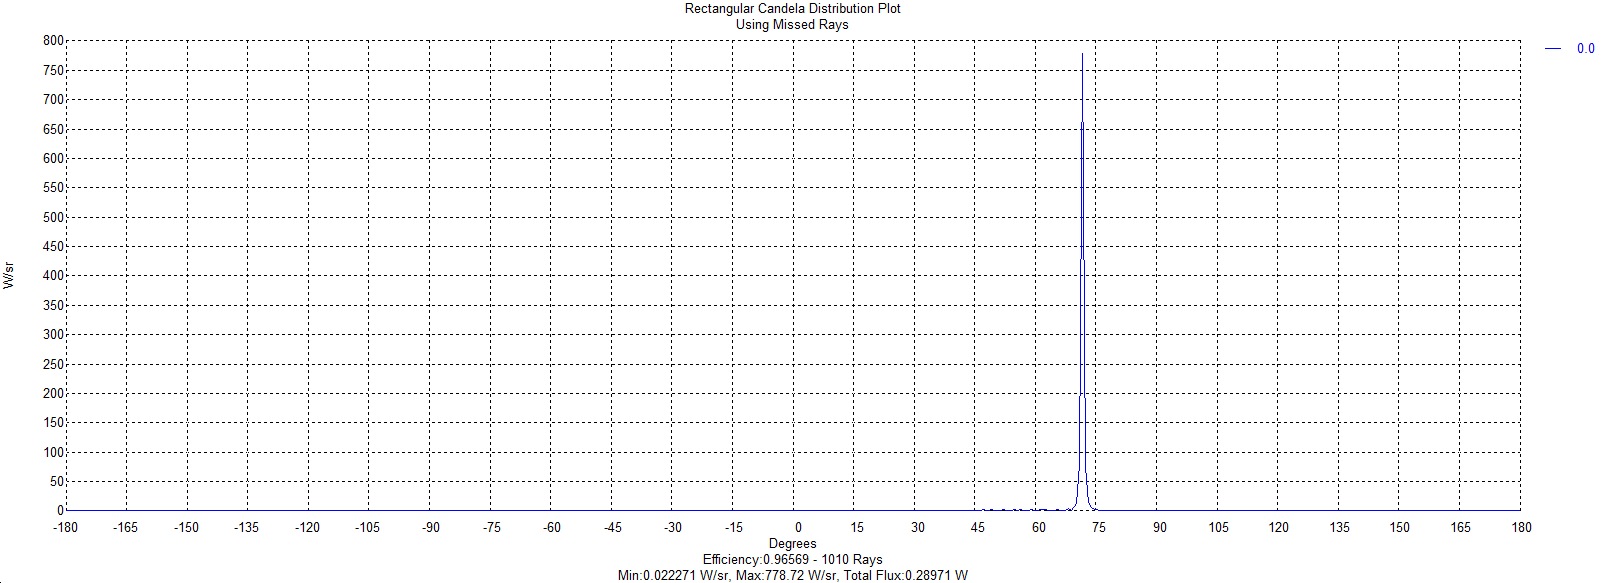 Rectangular Candela Distribution Plot
Using Missed Rays
0.0
W/sr
800
750
700
650
600
550
500
450
400
350
300
250
200
150
100
50
0
-180 -165 -150 -135 -120 -105 -90 -75 -60 -45 -30 -15 0 15 30 45 60 75 90 105 120 135 150 165 180
Degrees
Efficiency:0.96569 - 1010 Rays
Min:0.022271 W/sr, Max:778.72 W/sr, Total Flux:0.28971 W